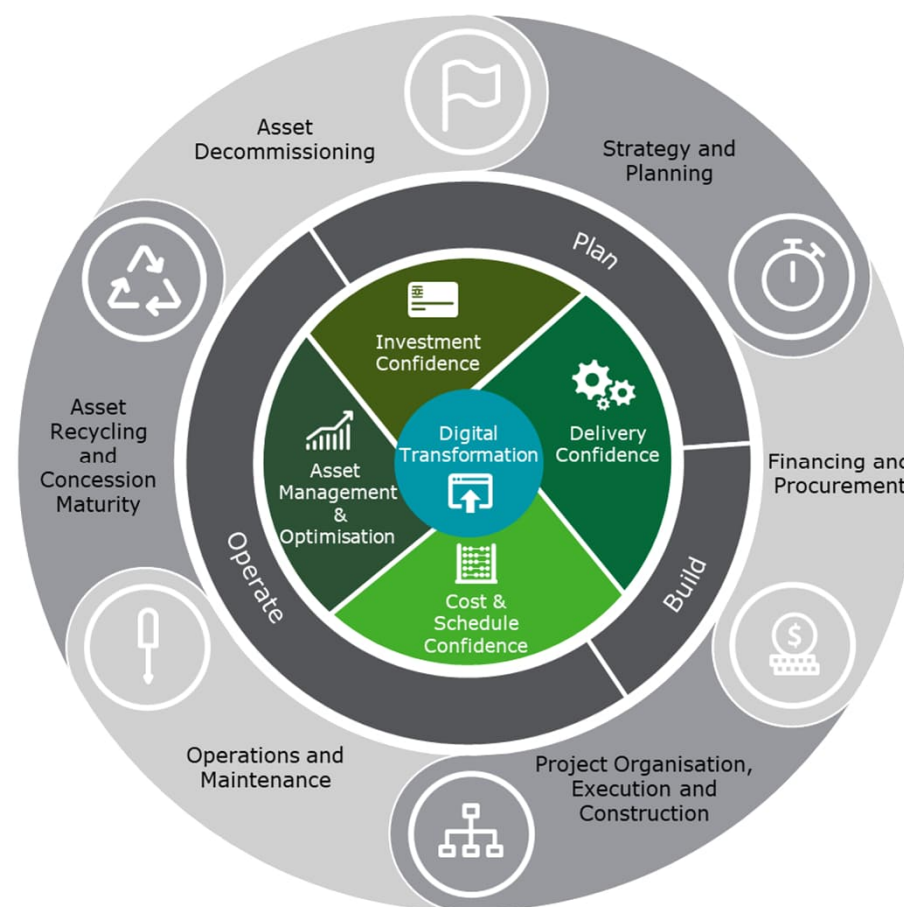 Asset
Decommissioning
Strategy and
Planning
Financing and
Procurement
Project Organisation,
Execution and
Construction
Operations and
Maintenance
Asset
Recycling
and
Concession
Maturity
Plan
Build
Operate
Investment
Confidence
Delivery
Confidence
Cost &
Schedule
Confidence
Asset
Management
&
Optimisation
Digital
Transformation
$